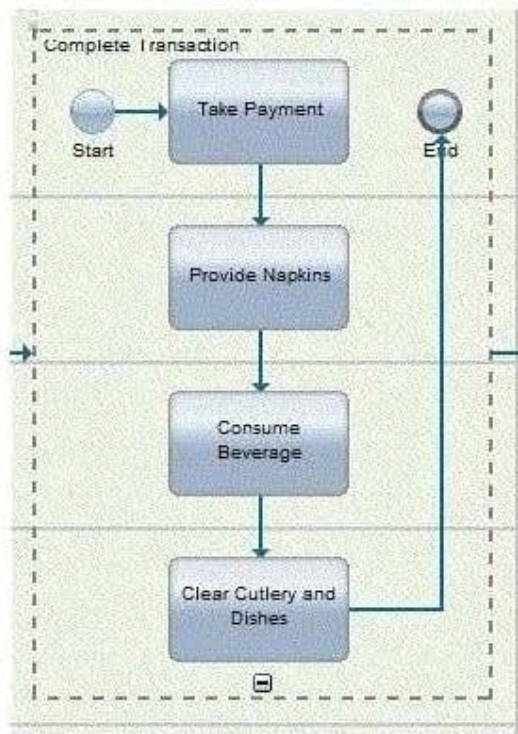 Complete Transaction
Take Payment
Start
End
Provide Napkins
Consume
Beverage
Clear Cutlery and
Dishes